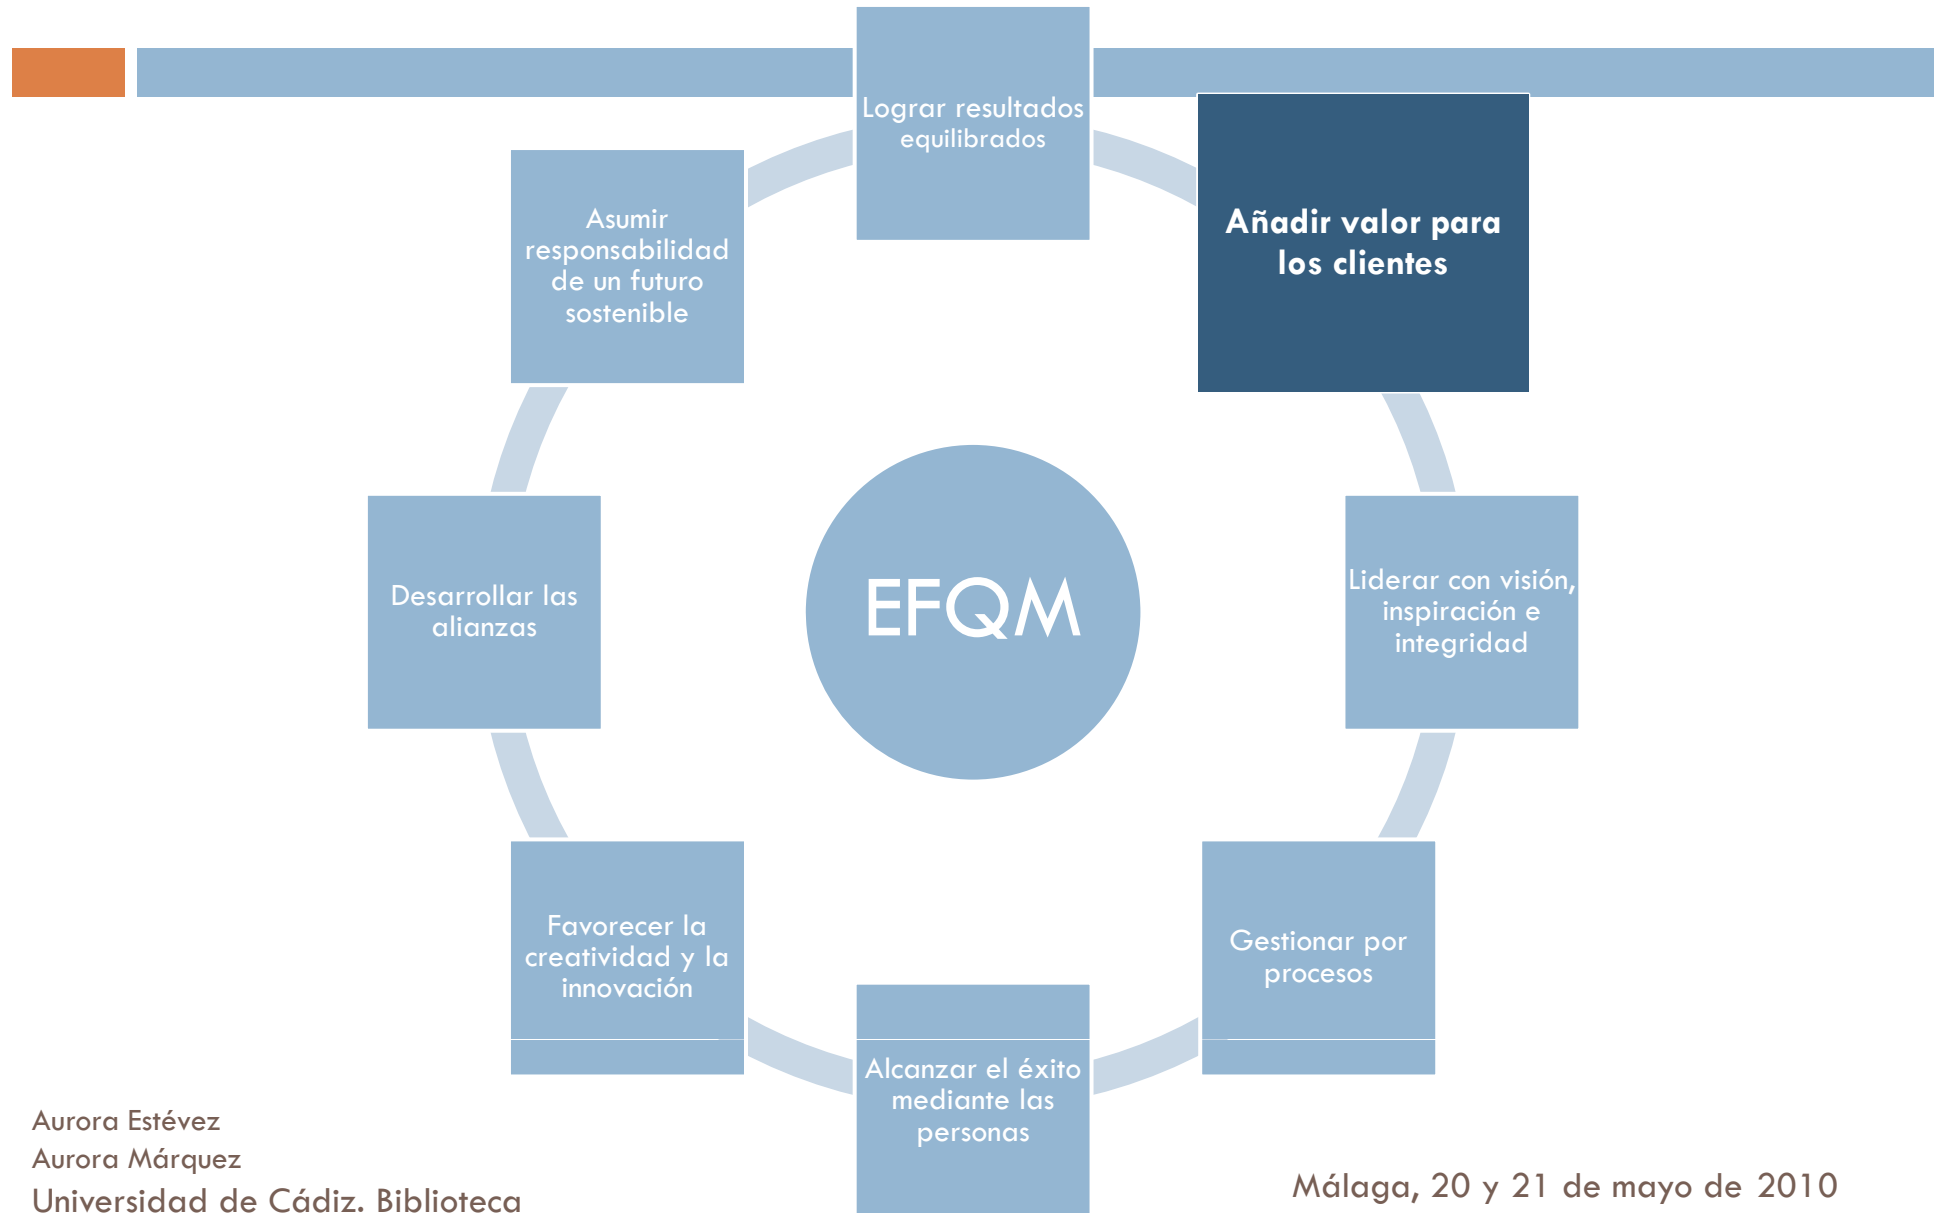 Lograr resultados
equilibrados
Añadir valor para
los clientes
Liderar con visión,
inspiración e
integridad
Gestionar por
procesos
Alcanzar el éxito
mediante las
personas
Favorecer la
creatividad y la
innovación
Desarrollar las
alianzas
Asumir
responsabilidad
de un futuro
sostenible
EFQM
Aurora Estévez
Aurora Márquez
Universidad de Cádiz. Biblioteca
Málaga, 20 y 21 de mayo de 2010